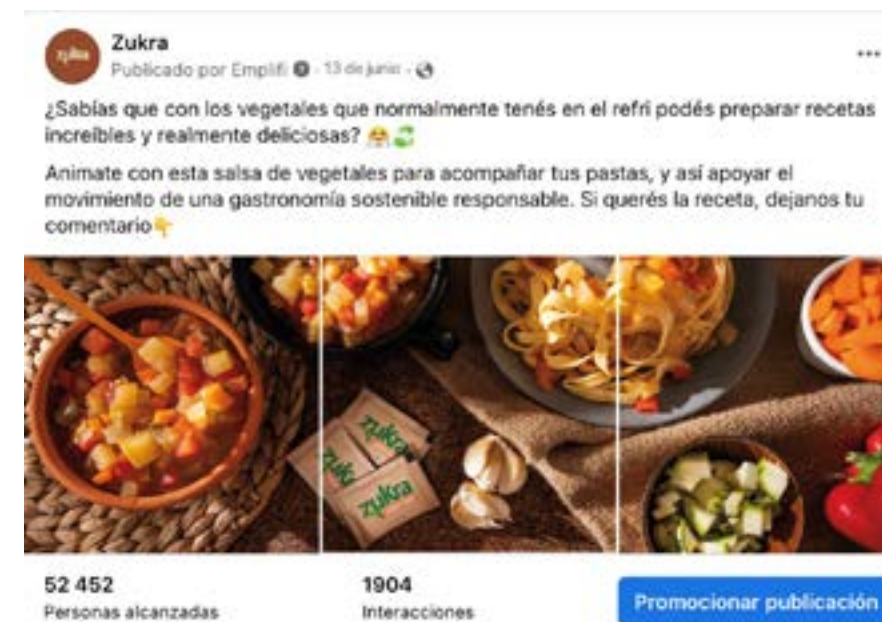 zukra
Zukra
Publicado por Emplifi · 13 de junio ·
¿Sabías que con los vegetales que normalmente tenés en el refri podés preparar recetas
increíbles y realmente deliciosas?
Animate con esta salsa de vegetales para acompañar tus pastas, y así apoyar el
movimiento de una gastronomía sostenible responsable. Si querés la receta, dejanos tu
comentario👇
zukra
zukra
zukra
52 452
Personas alcanzadas
1904
Interacciones
Promocionar publicación